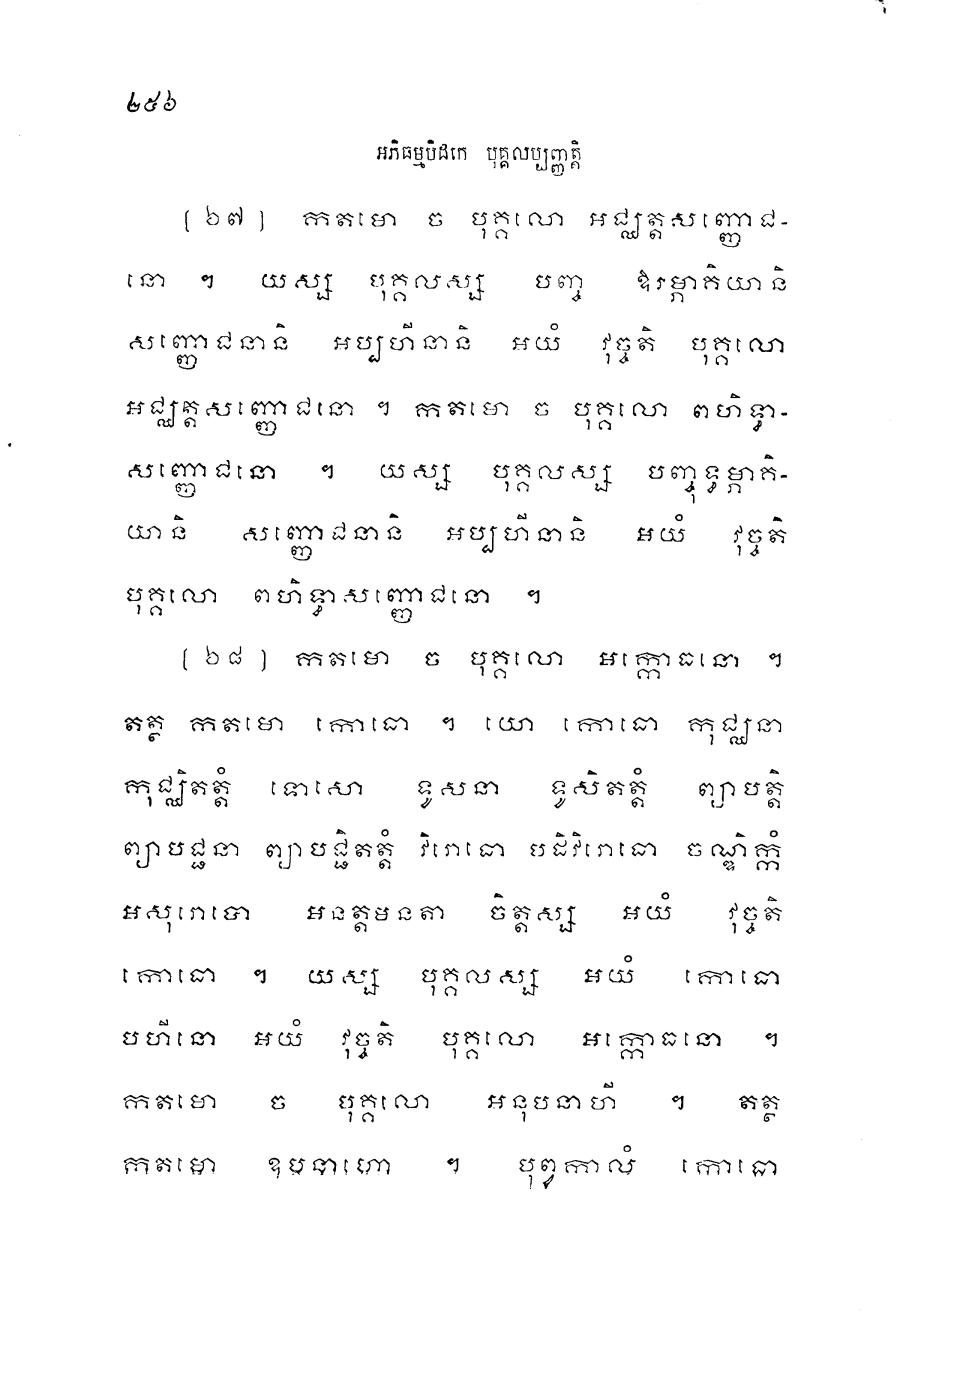 ២៥៦
អភិធម្មបិដកេ បុគ្គលប្បញ្ញត្តិ
[ ៦៧ ] កតមោ ច បុគ្គលោ អជ្ឈត្តសញ្ញោជ-
នោ ។ យស្ស បុគ្គលស្ស បញ្ច ឱរម្ភាគិយានិ
សញ្ញោជនានិ អប្បហីនានិ អយំ វុច្ចតិ បុគ្គលោ
អជ្ឈត្តសញ្ញោជនោ ។ កតមោ ច បុគ្គលោ ពហិទ្ធា-
សញ្ញោជនោ ។ យស្ស បុគ្គលស្ស បញ្ចុទ្ធម្ភាគិ-
យានិ សញ្ញោជនានិ អប្បហីនានិ អយំ វុច្ចតិ
បុគ្គលោ ពហិទ្ធាសញ្ញោជនោ ។
[ ៦៨ ] កតមោ ច បុគ្គលោ អក្កោធនោ ។
តត្ថ កតមោ កោធោ ។ យោ កោធោ កុជ្ឈនា
កុជ្ឈិតត្តំ ទោសោ ទូសនា ទូសិតត្តំ ព្យាបត្តិ
ព្យាបជ្ជនា ព្យាបជ្ជិតត្តំ វិរោធោ បដិវិរោធោ ចណ្ឌិក្កំ
អសុរោបោ អនត្តមនតា ចិត្តស្ស អយំ វុច្ចតិ
កោធោ ។ យស្ស បុគ្គលស្ស អយំ កោធោ
បហីនោ អយំ វុច្ចតិ បុគ្គលោ អក្កោធនោ ។
កតមោ ច បុគ្គលោ អនុបនាហី ។ តត្ថ
កតមោ ឧបនាហោ ។ បុព្វកាលំ កោធោ